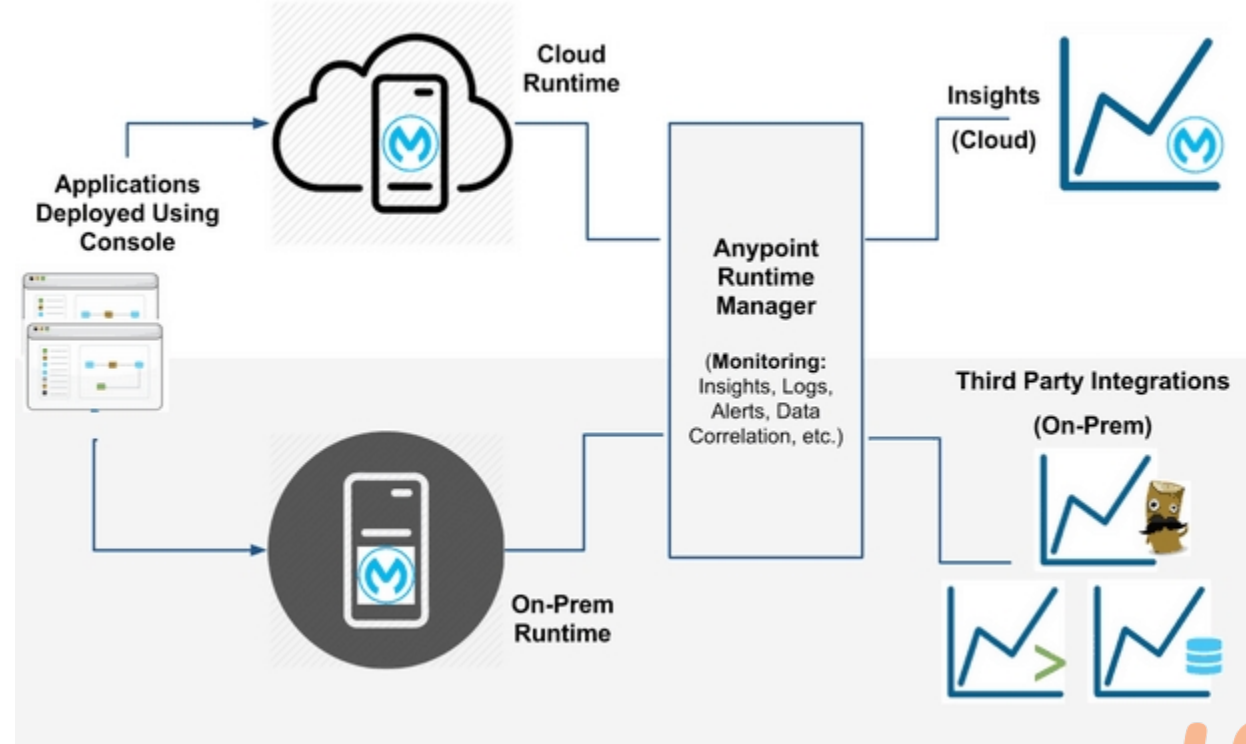 Cloud
Runtime
Insights
(Cloud)
Applications
Deployed Using
Console
Anypoint
Runtime
Manager
(Monitoring:
Insights, Logs,
Alerts, Data
Correlation, etc.)
Third Party Integrations
(On-Prem)
On-Prem
Runtime